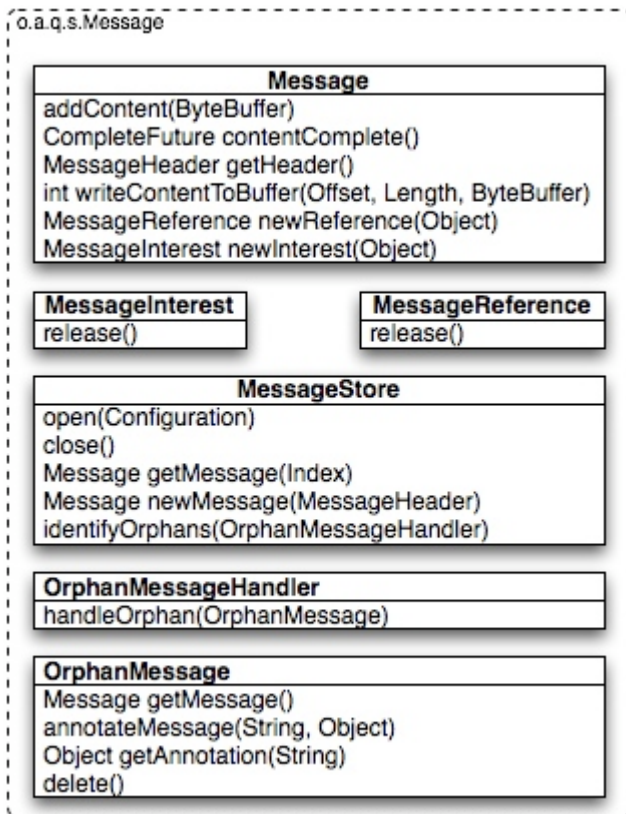 o.a.q.s.Message
Message
addContent(ByteBuffer)
CompleteFuture contentComplete()
MessageHeader getHeader()
int writeContentToBuffer(Offset, Length, ByteBuffer)
MessageReference newReference(Object)
MessageInterest newInterest(Object)
MessageInterest
release()
MessageReference
release()
MessageStore
open(Configuration)
close()
Message getMessage(Index)
Message newMessage(MessageHeader)
identifyOrphans(OrphanMessageHandler)
OrphanMessageHandler
handleOrphan(OrphanMessage)
OrphanMessage
Message getMessage()
annotateMessage(String, Object)
Object getAnnotation(String)
delete()